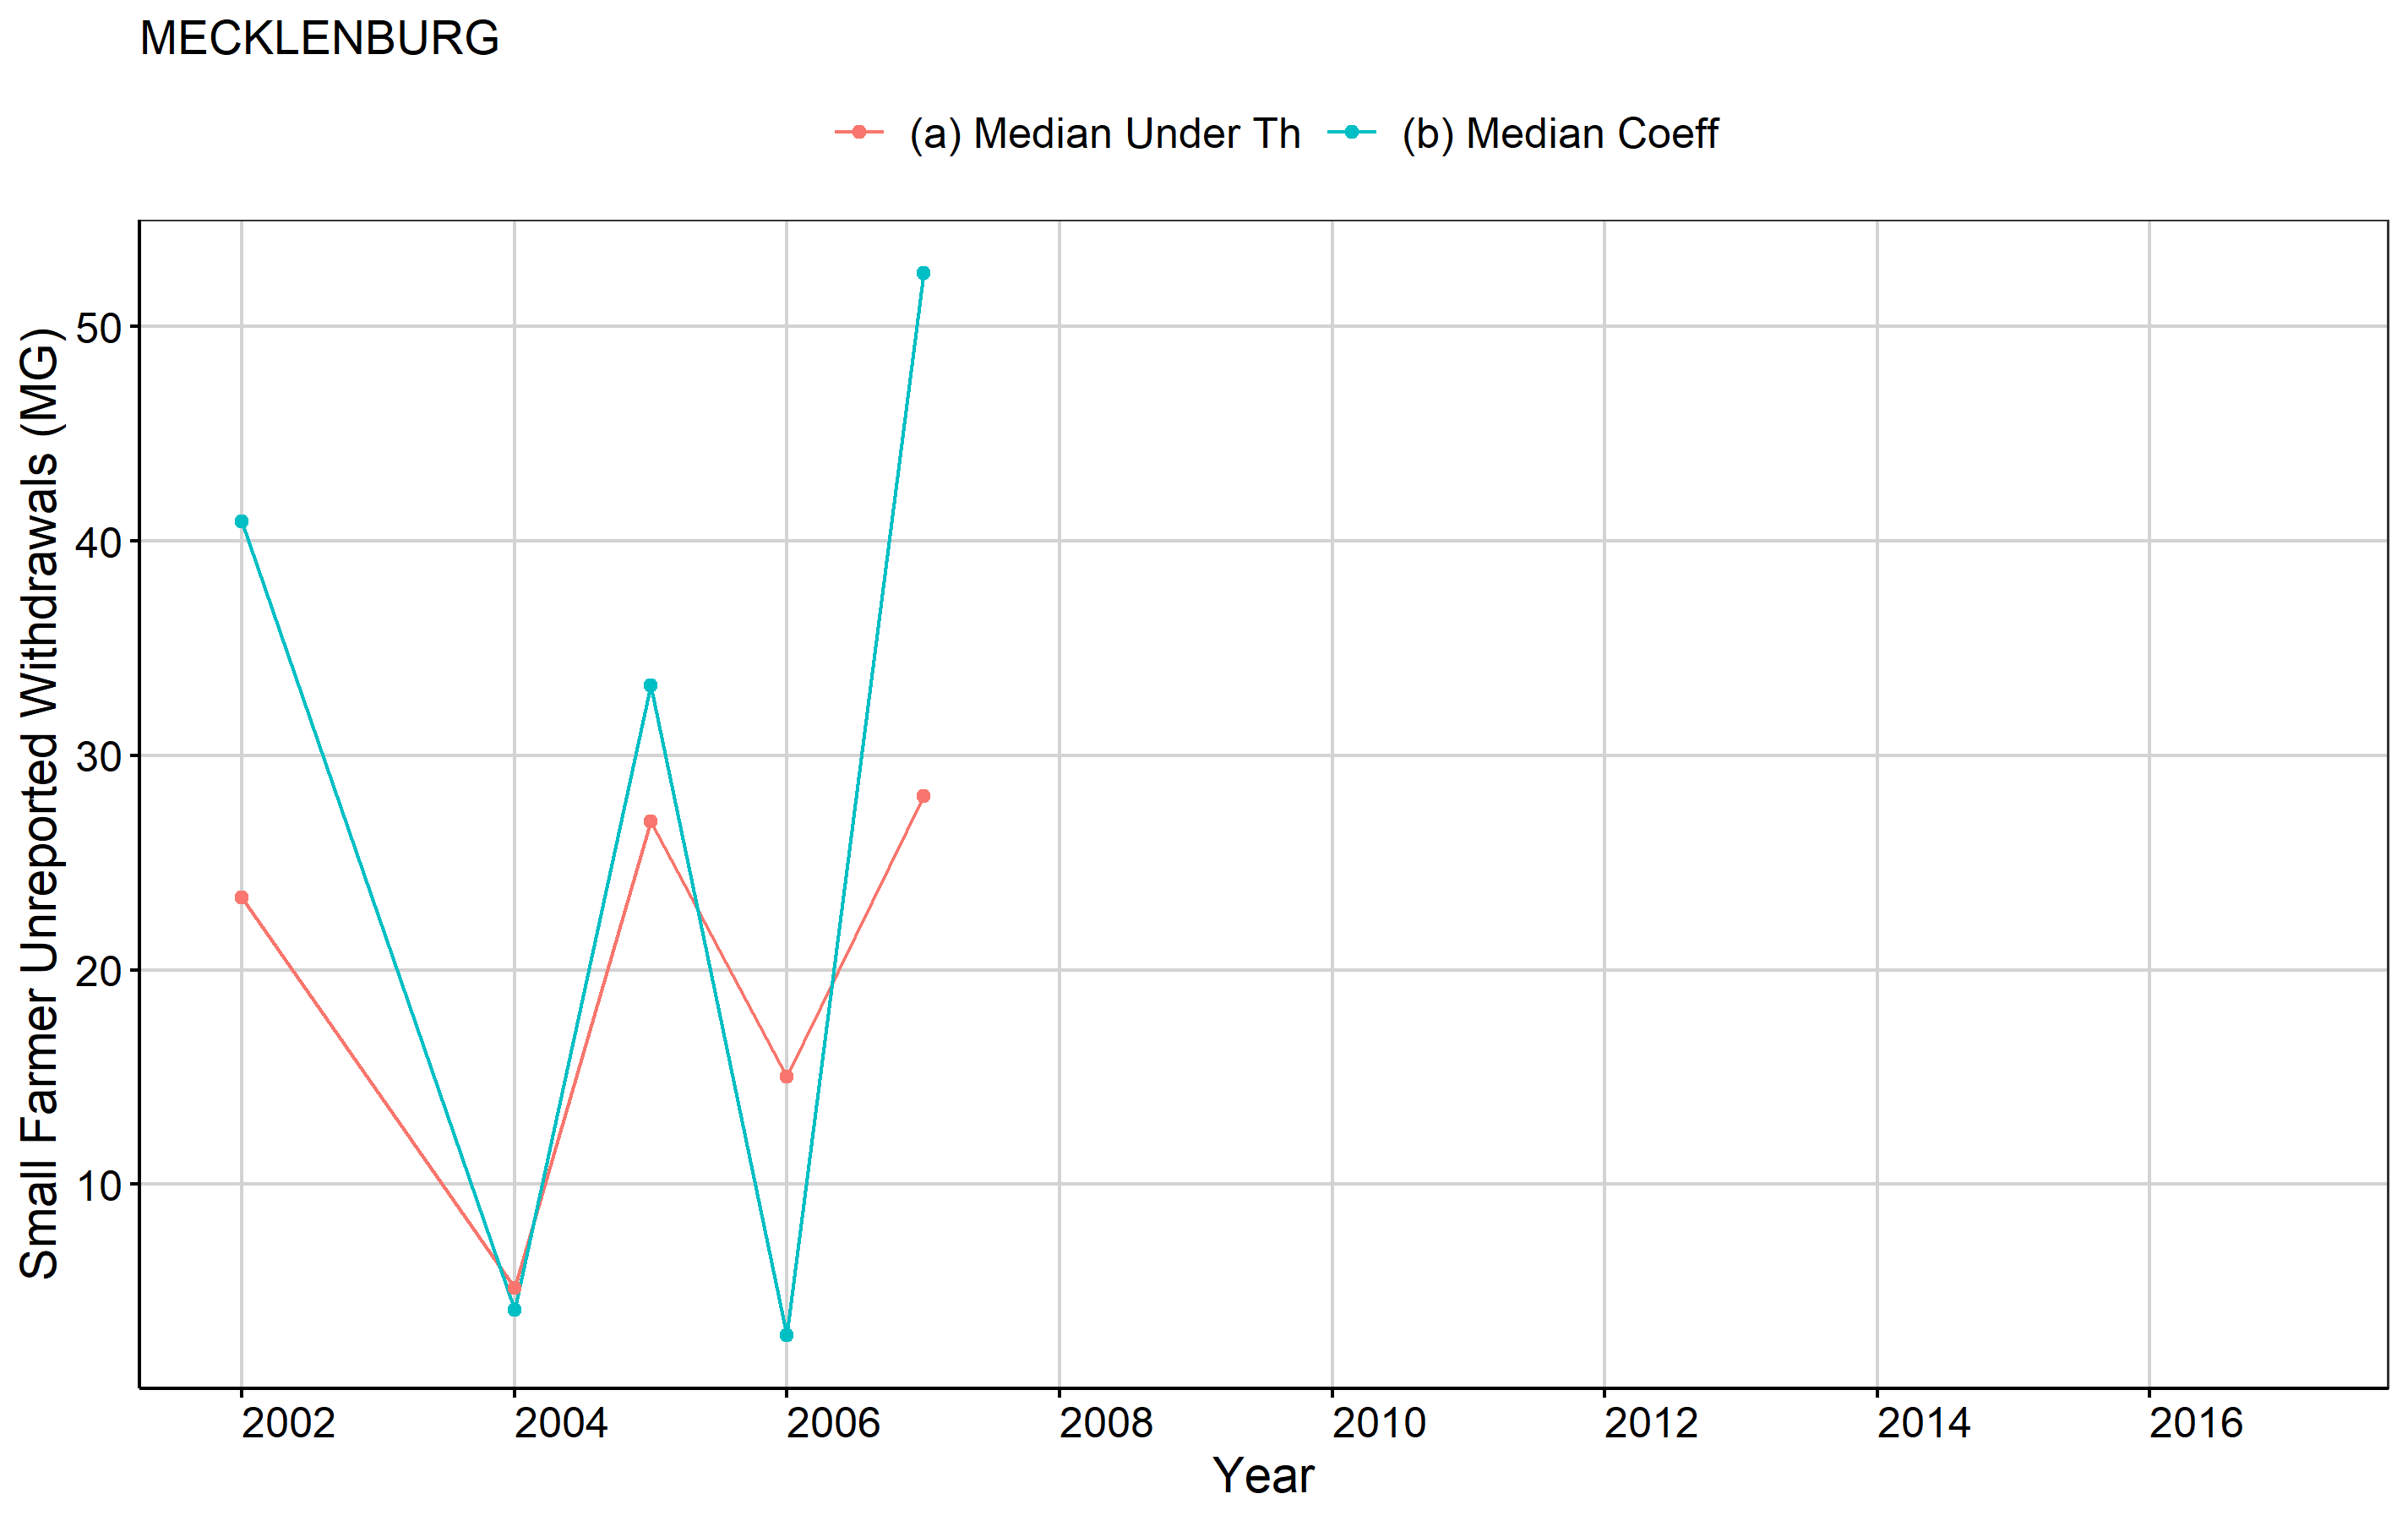 MECKLENBURG
(a) Median Under Th (b) Median Coeff
Small Farmer Unreported Withdrawals (MG)
50
40
30
20
10
2002 2004 2006 2008 2010 2012 2014 2016
Year